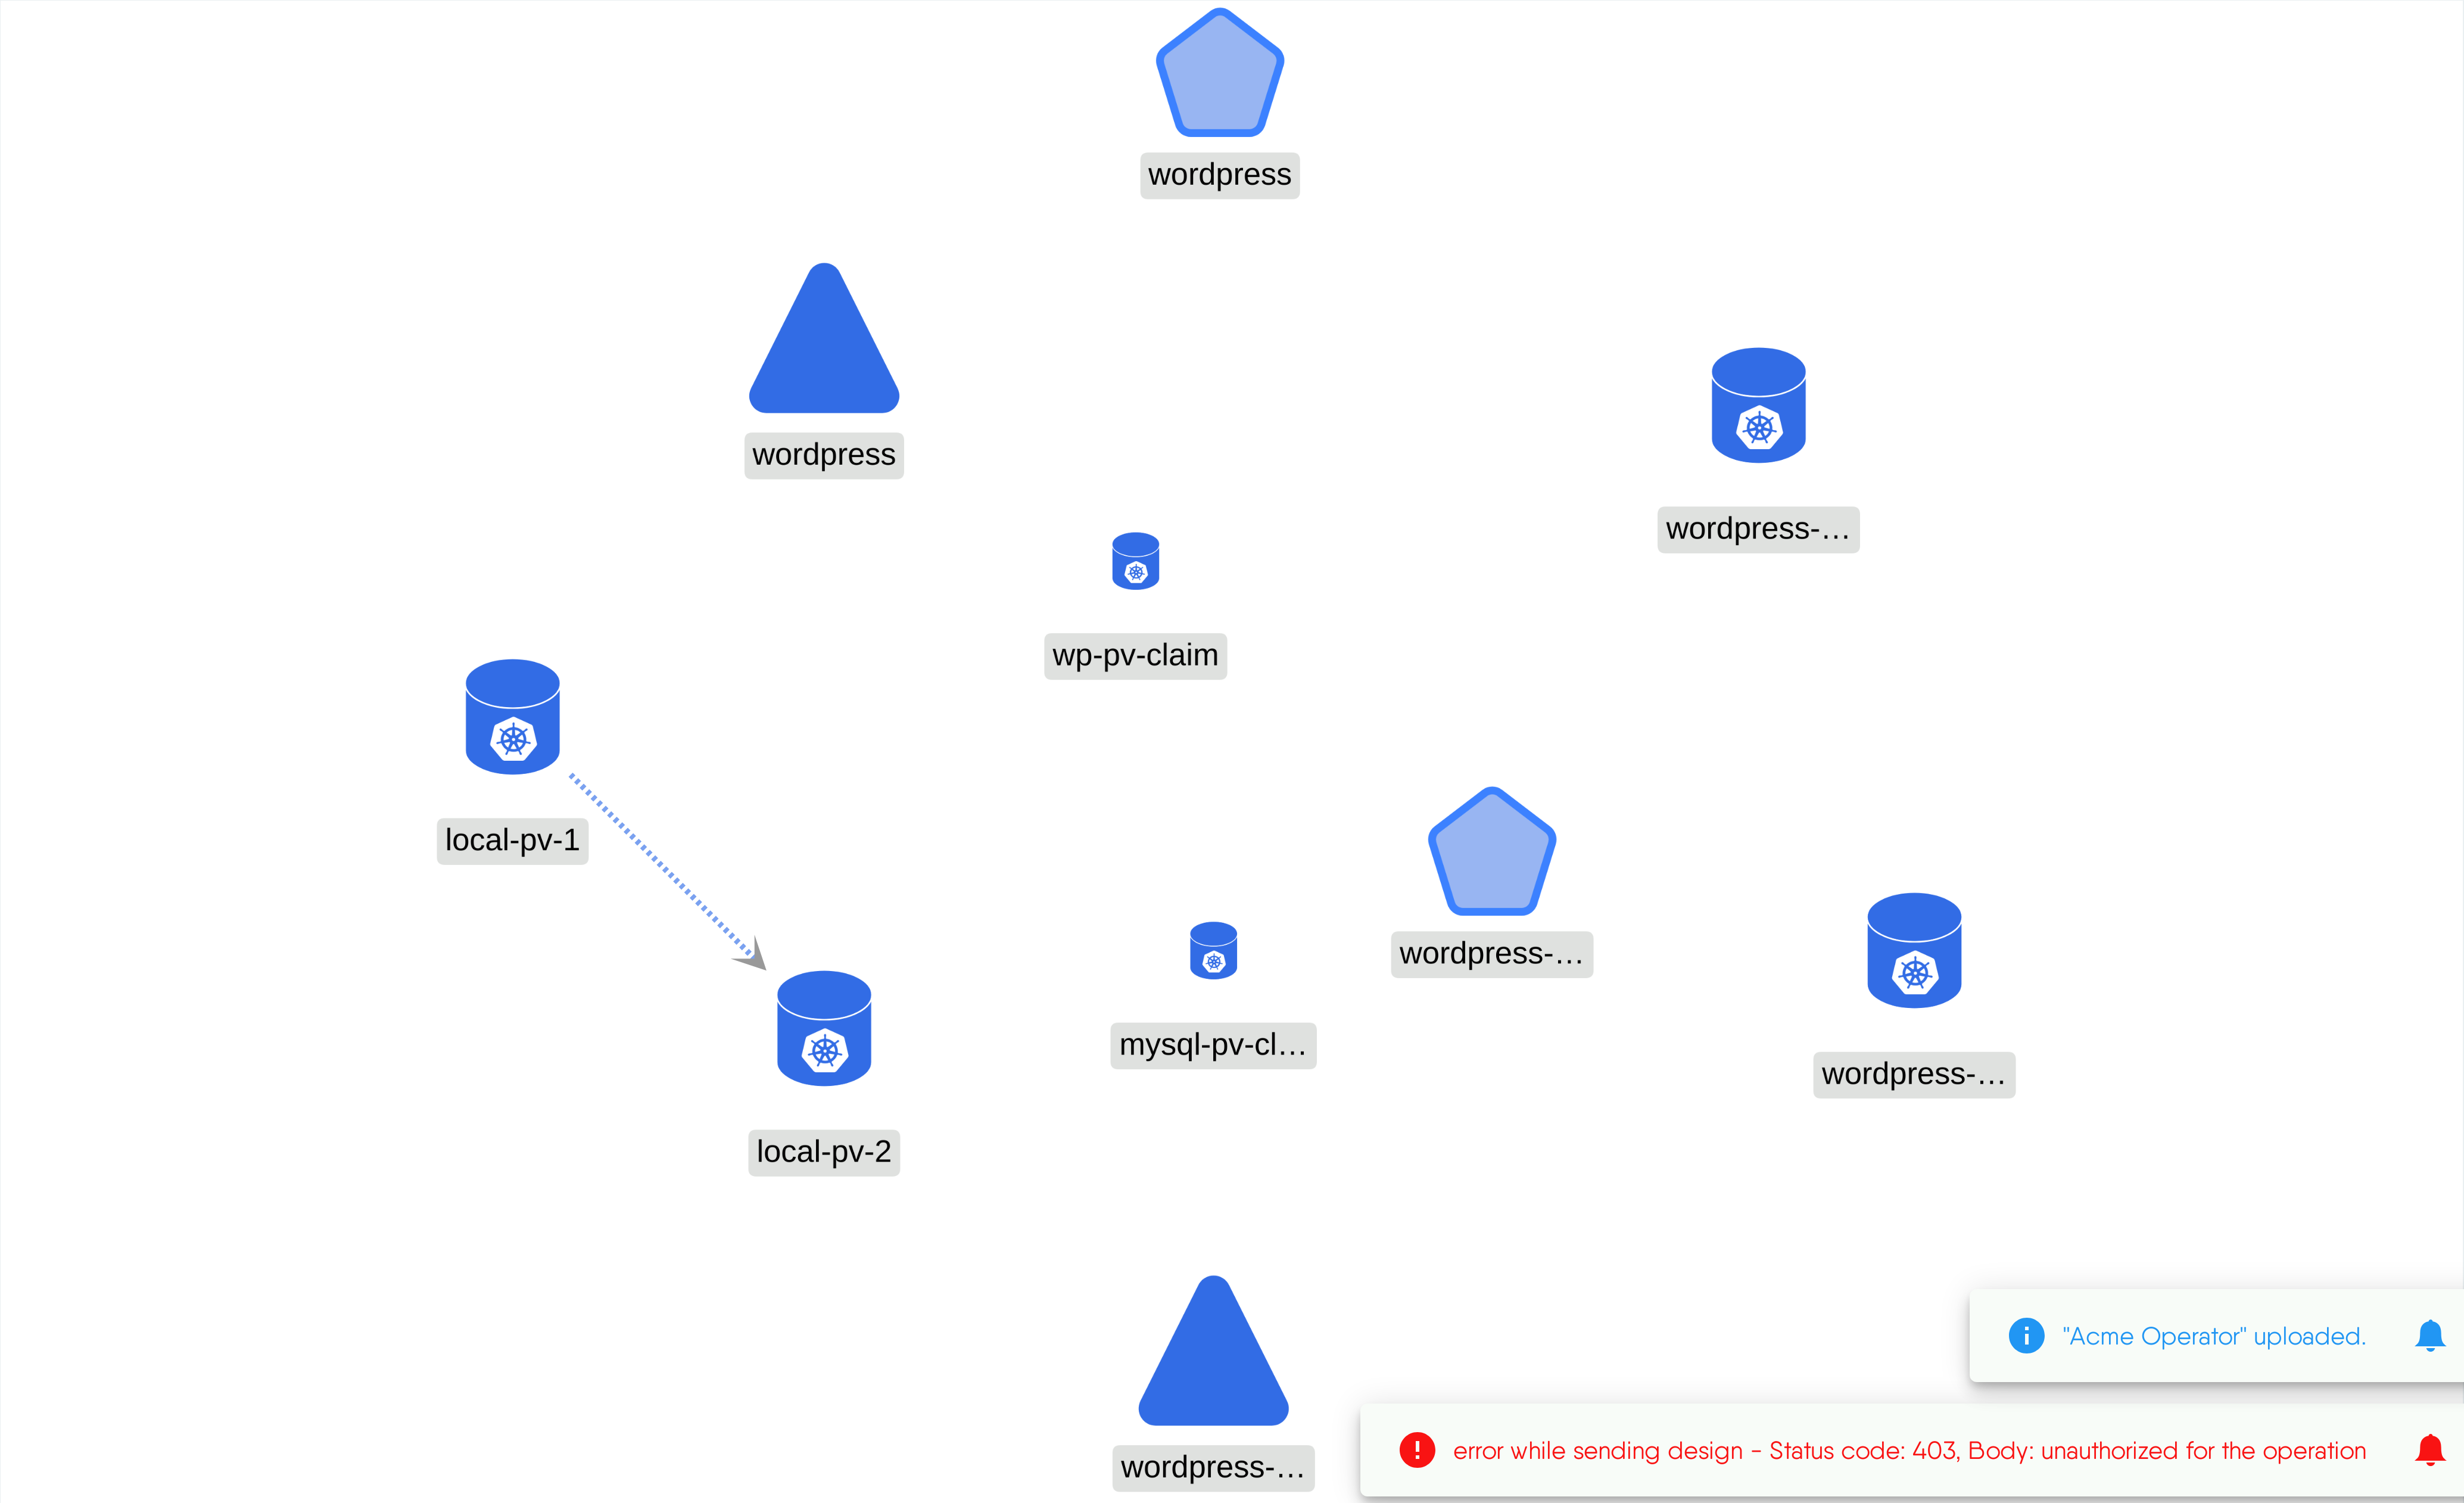 wordpress
wordpress
wordpress-...
wp-pv-claim
local-pv-1
wordpress-...
mysql-pv-cl...
wordpress-...
local-pv-2
"Acme Operator" uploaded.
error while sending design - Status code: 403, Body: unauthorized for the operation
wordpress-...